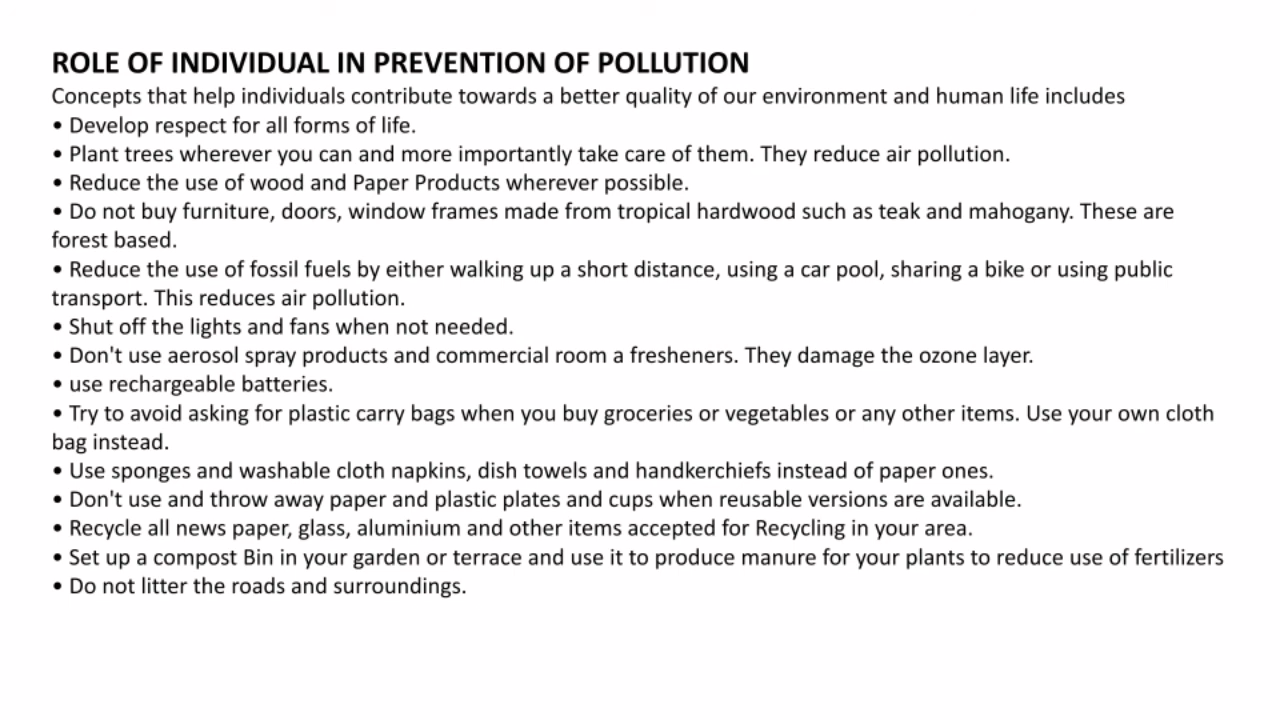 ROLE OF INDIVIDUAL IN PREVENTION OF POLLUTION
Concepts that help individuals contribute towards a better quality of our environment and human life includes
• Develop respect for all forms of life.
• Plant trees wherever you can and more importantly take care of them. They reduce air pollution.
• Reduce the use of wood and Paper Products wherever possible.
• Do not buy furniture, doors, window frames made from tropical hardwood such as teak and mahogany. These are
forest based.
• Reduce the use of fossil fuels by either walking up a short distance, using a car pool, sharing a bike or using public
transport. This reduces air pollution.
• Shut off the lights and fans when not needed.
• Don't use aerosol spray products and commercial room a fresheners. They damage the ozone layer.
• use rechargeable batteries.
• Try to avoid asking for plastic carry bags when you buy groceries or vegetables or any other items. Use your own cloth
bag instead.
• Use sponges and washable cloth napkins, dish towels and handkerchiefs instead of paper ones.
• Don't use and throw away paper and plastic plates and cups when reusable versions are available.
• Recycle all news paper, glass, aluminium and other items accepted for Recycling in your area.
• Set up a compost Bin in your garden or terrace and use it to produce manure for your plants to reduce use of fertilizers
• Do not litter the roads and surroundings.